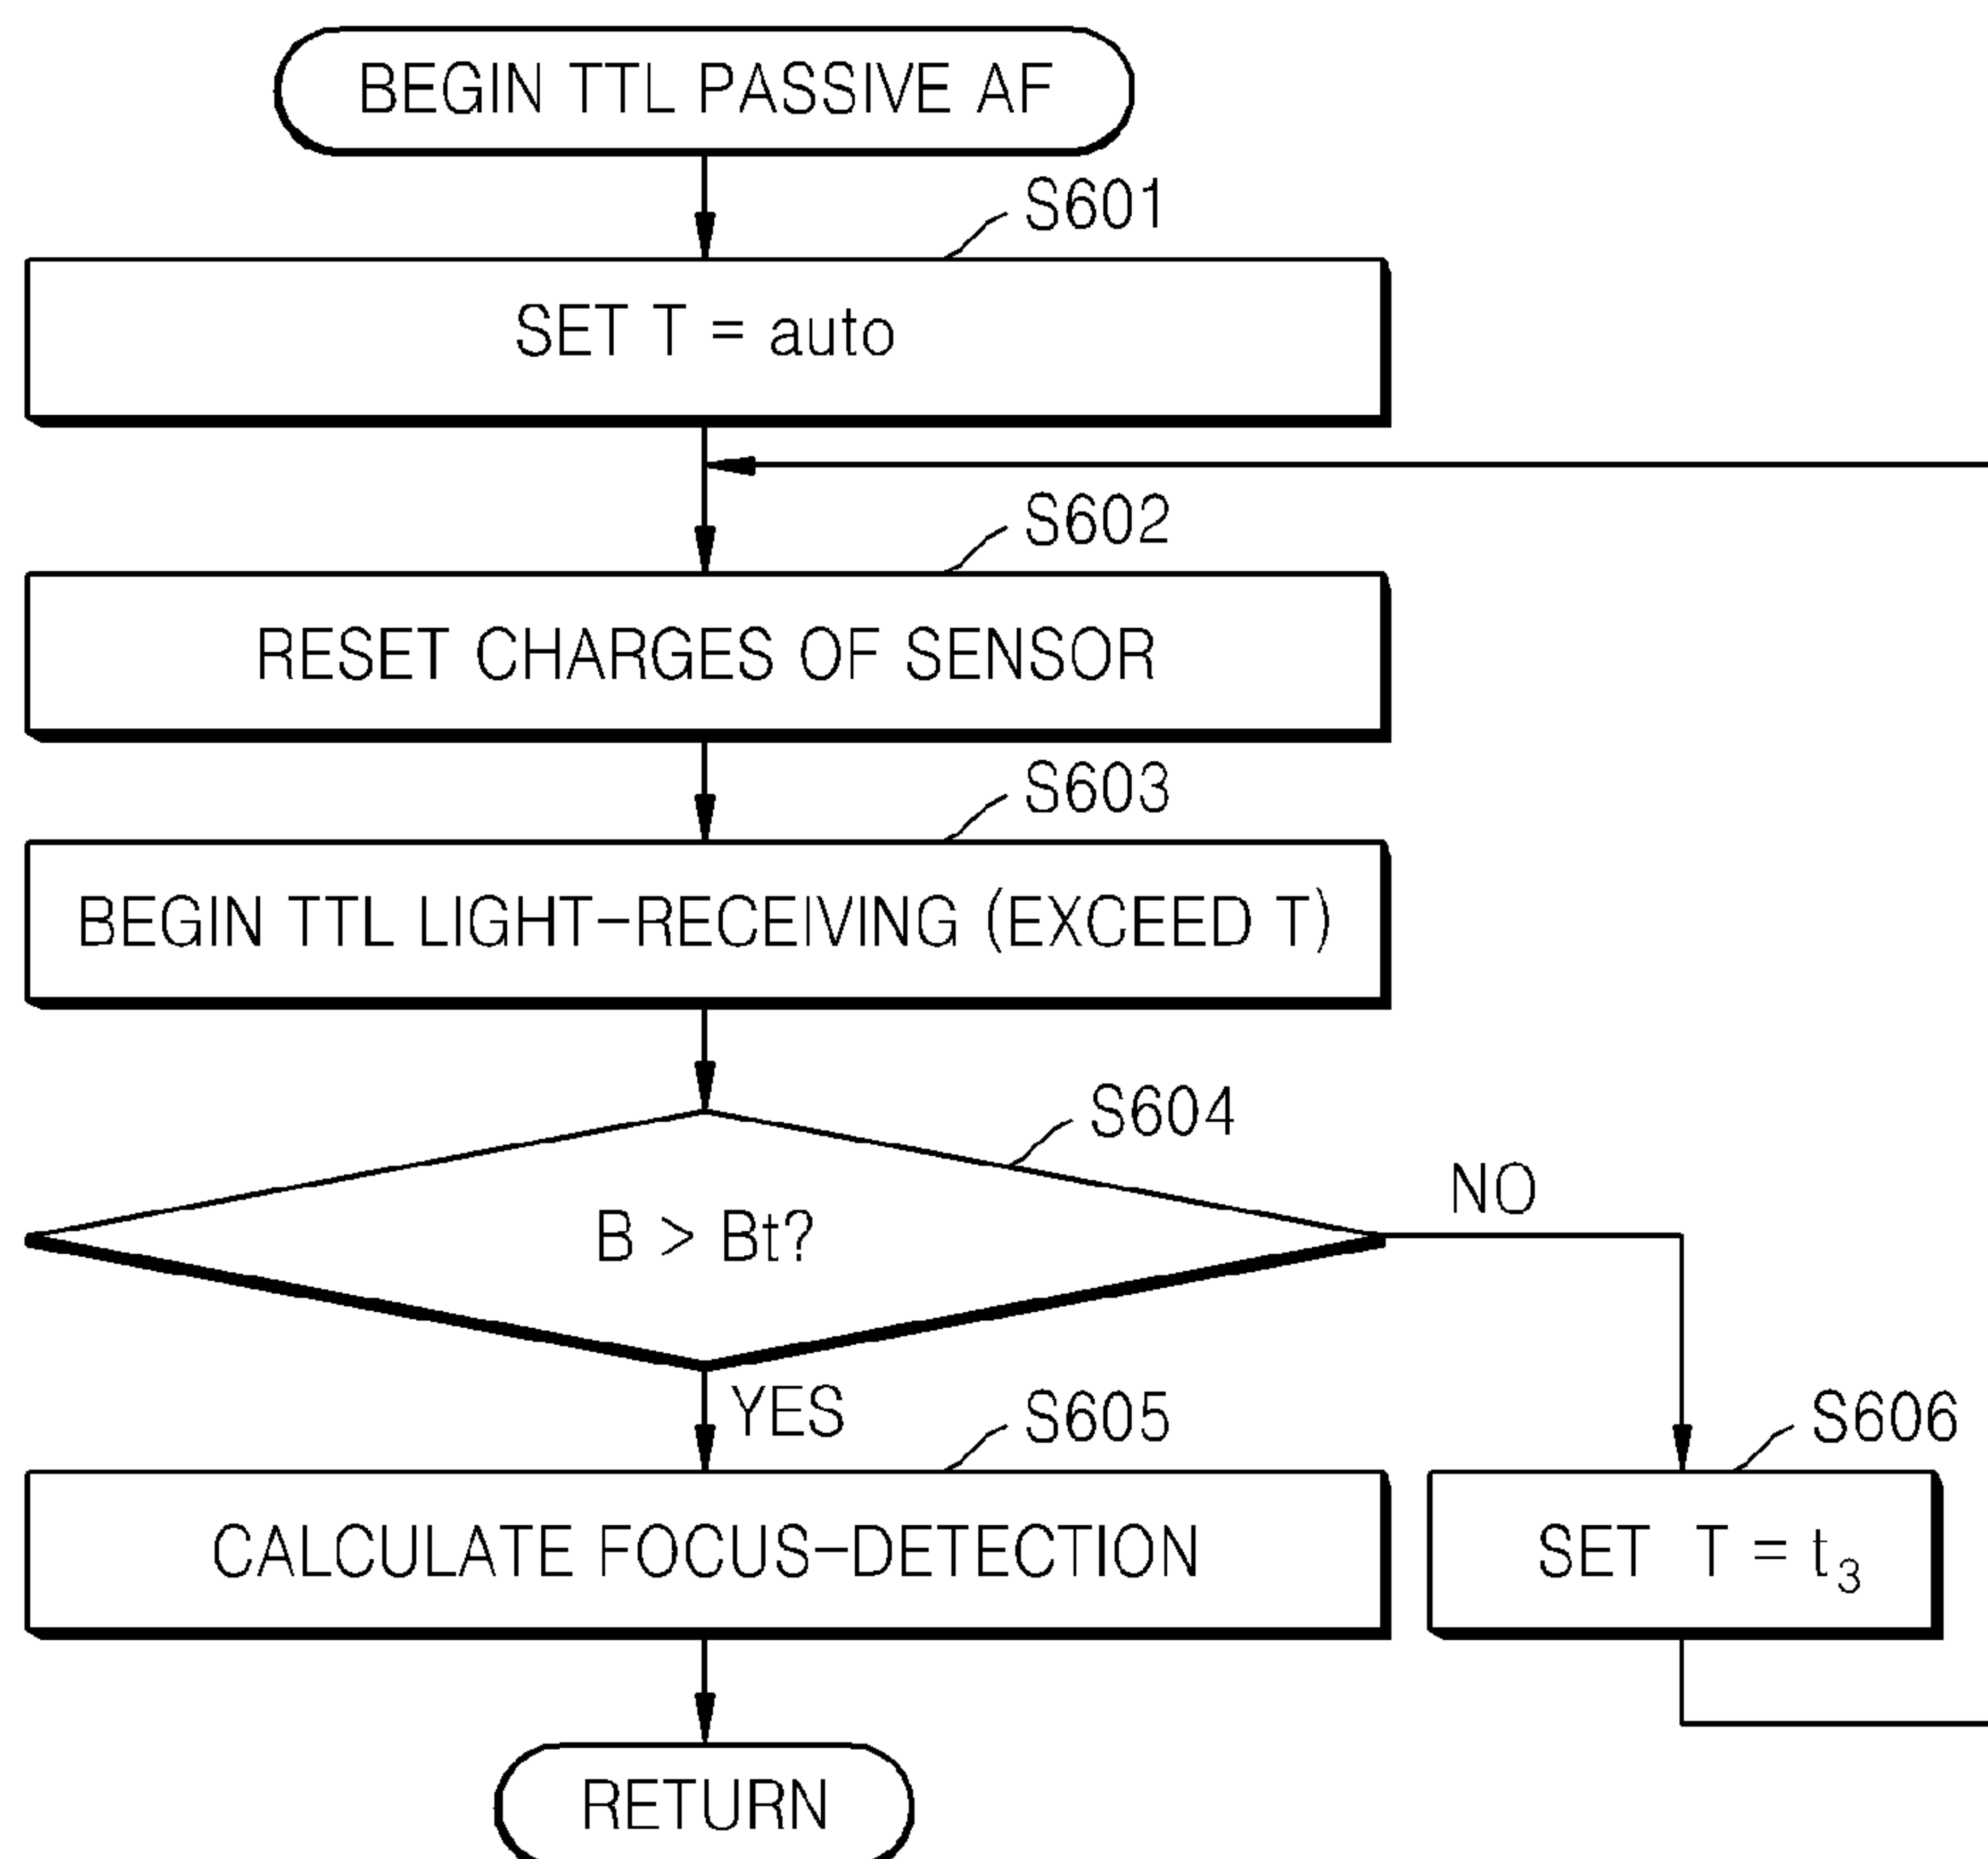 BEGIN TTL PASSIVE AF
S601
SET T = auto
S602
RESET CHARGES OF SENSOR
S603
BEGIN TTL LIGHT-RECEIVING (EXCEED T)
S604
B > Bt?
NO
YES
S605
S606
CALCULATE FOCUS-DETECTION
SET T = t₃
RETURN